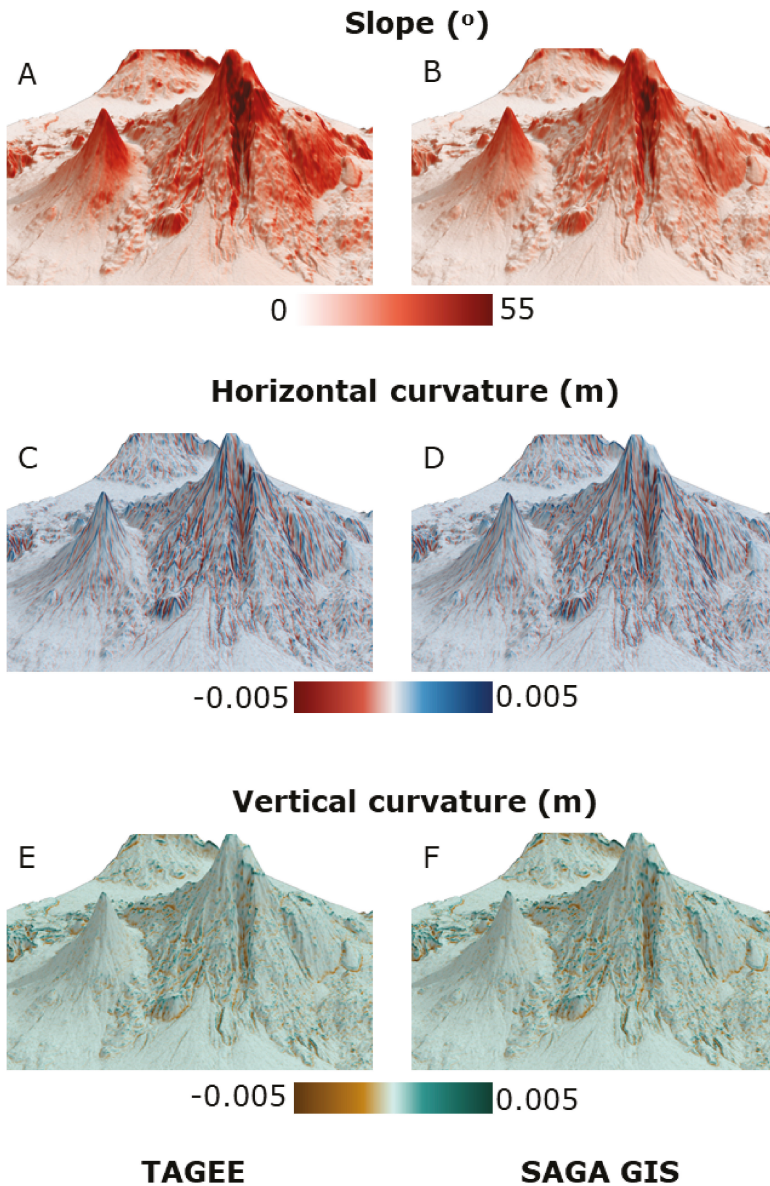 Slope (°)
A
B
0
55
Horizontal curvature (m)
C
D
-0.005
0.005
Vertical curvature (m)
E
F
-0.005
0.005
TAGEE
SAGA GIS